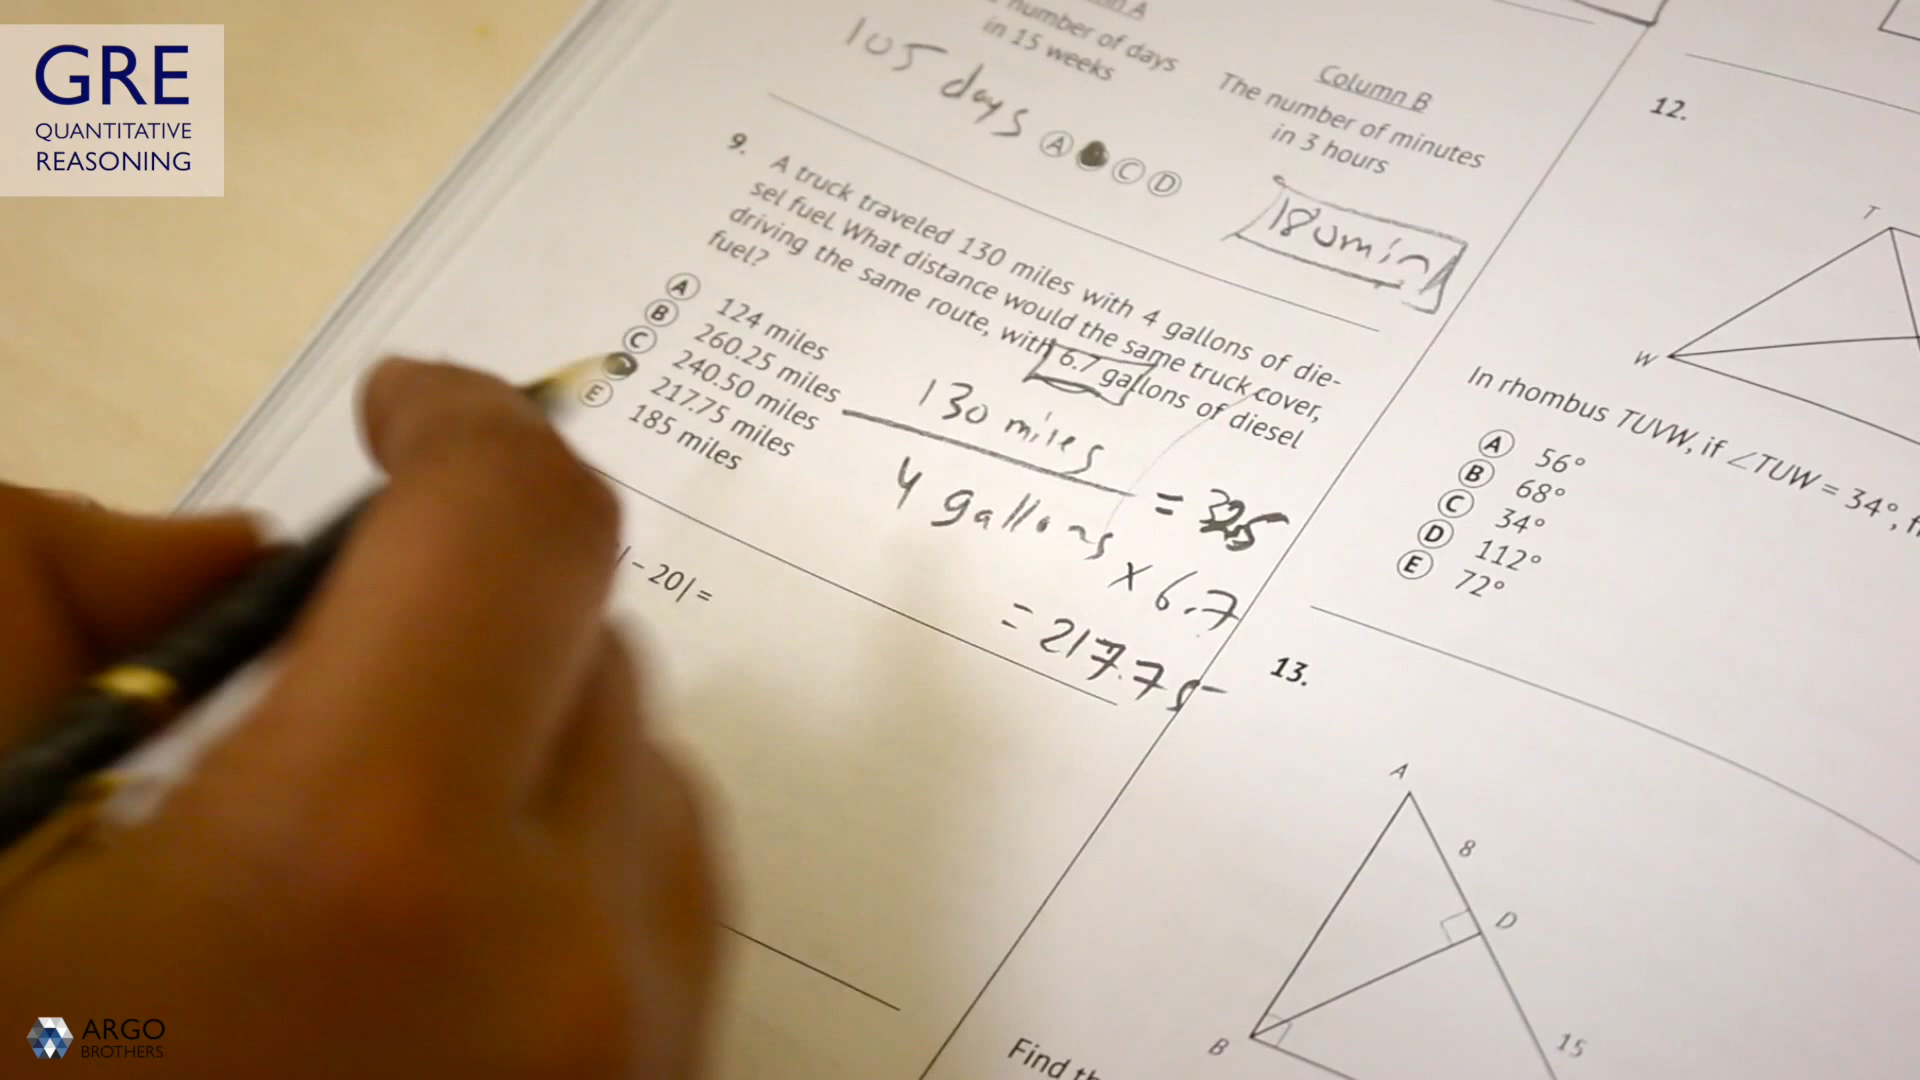 GRE
QUANTITATIVE
REASONING
number of days
in 15 weeks
105 days
A C D
Column B
The number of minutes
in 3 hours
180min
9. A truck traveled 130 miles with 4 gallons of die-
sel fuel. What distance would the same truck cover,
driving the same route, with 6.7 gallons of diesel
fuel?
A 124 miles
B 260.25 miles
C 240.50 miles
217.75 miles
E 185 miles
130 miles
4 gallons
=
× 6.7
= 217.75
- 20| =
12.
T
W
In rhombus TUVW, if ∠TUW = 34°,
A 56°
B 68°
C 34°
D 112°
E 72°
13.
A
8
D
B
15
Find
ARGO
BROTHERS